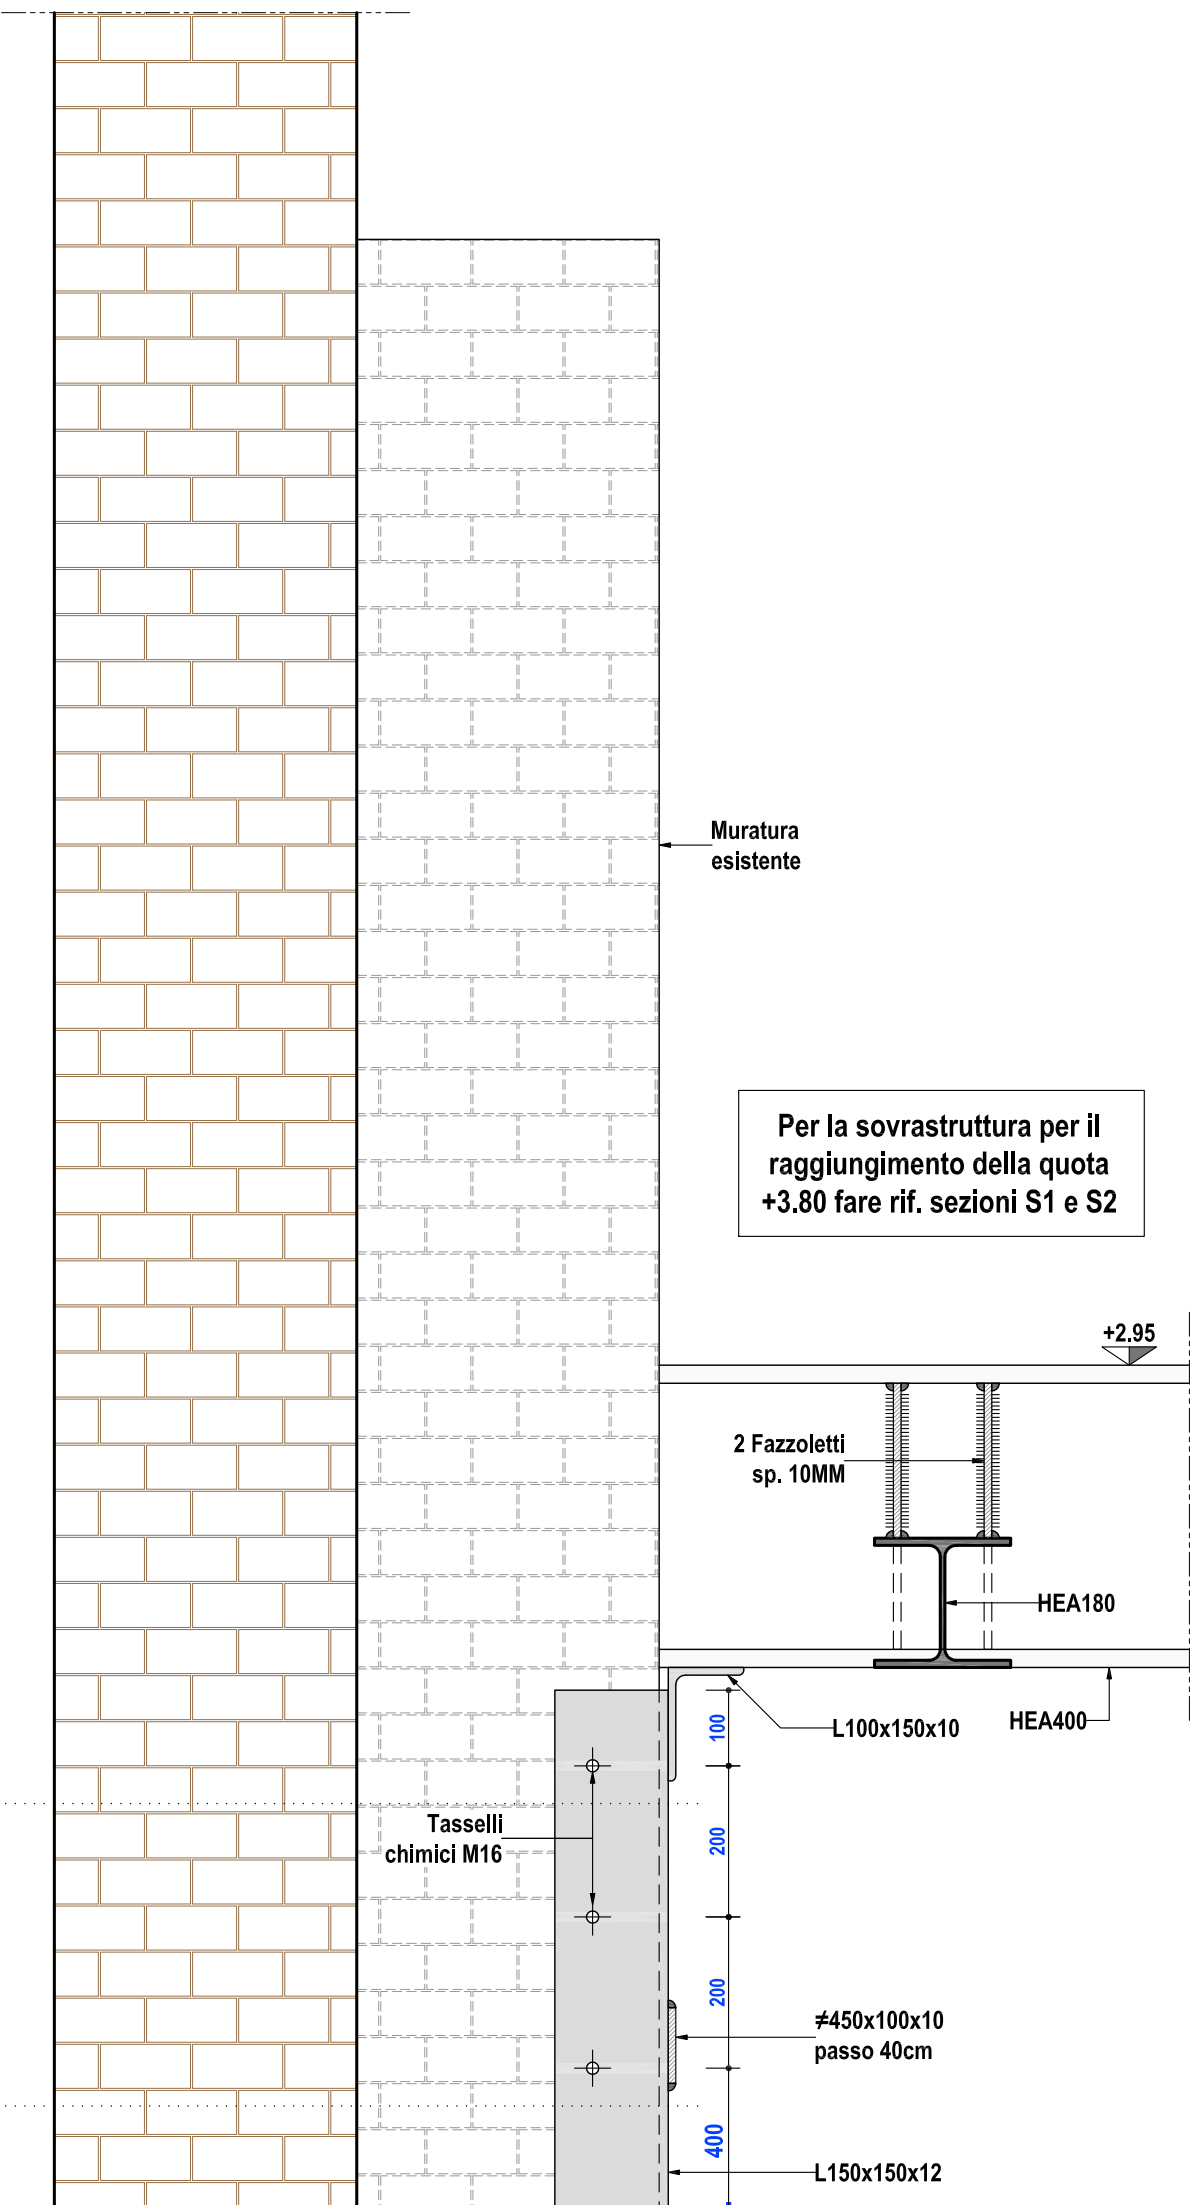 Muratura
esistente
Per la sovrastruttura per il
raggiungimento della quota
+3.80 fare rif. sezioni S1 e S2
+2.95
2 Fazzoletti
sp. 10MM
HEA180
L100x150x10
HEA400
100
Tasselli
chimici M16
200
200
≠450x100x10
passo 40cm
400
L150x150x12